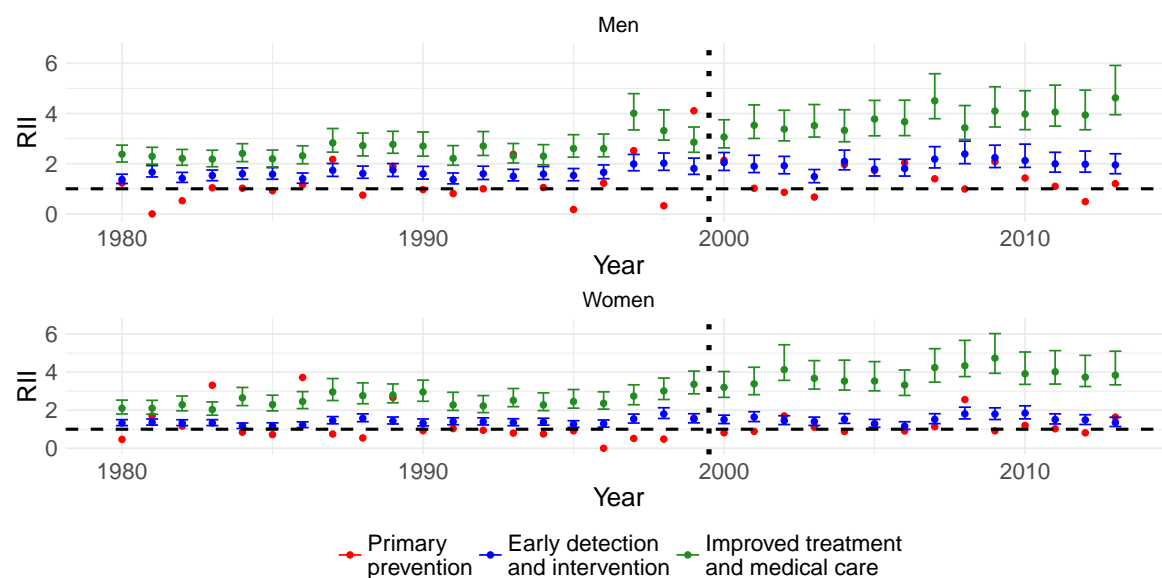 Men
6
4
2
0
RII
1980 1990 2000 2010
Year
Women
6
4
2
0
RII
1980 1990 2000 2010
Year
Primary prevention
Early detection and intervention
Improved treatment and medical care